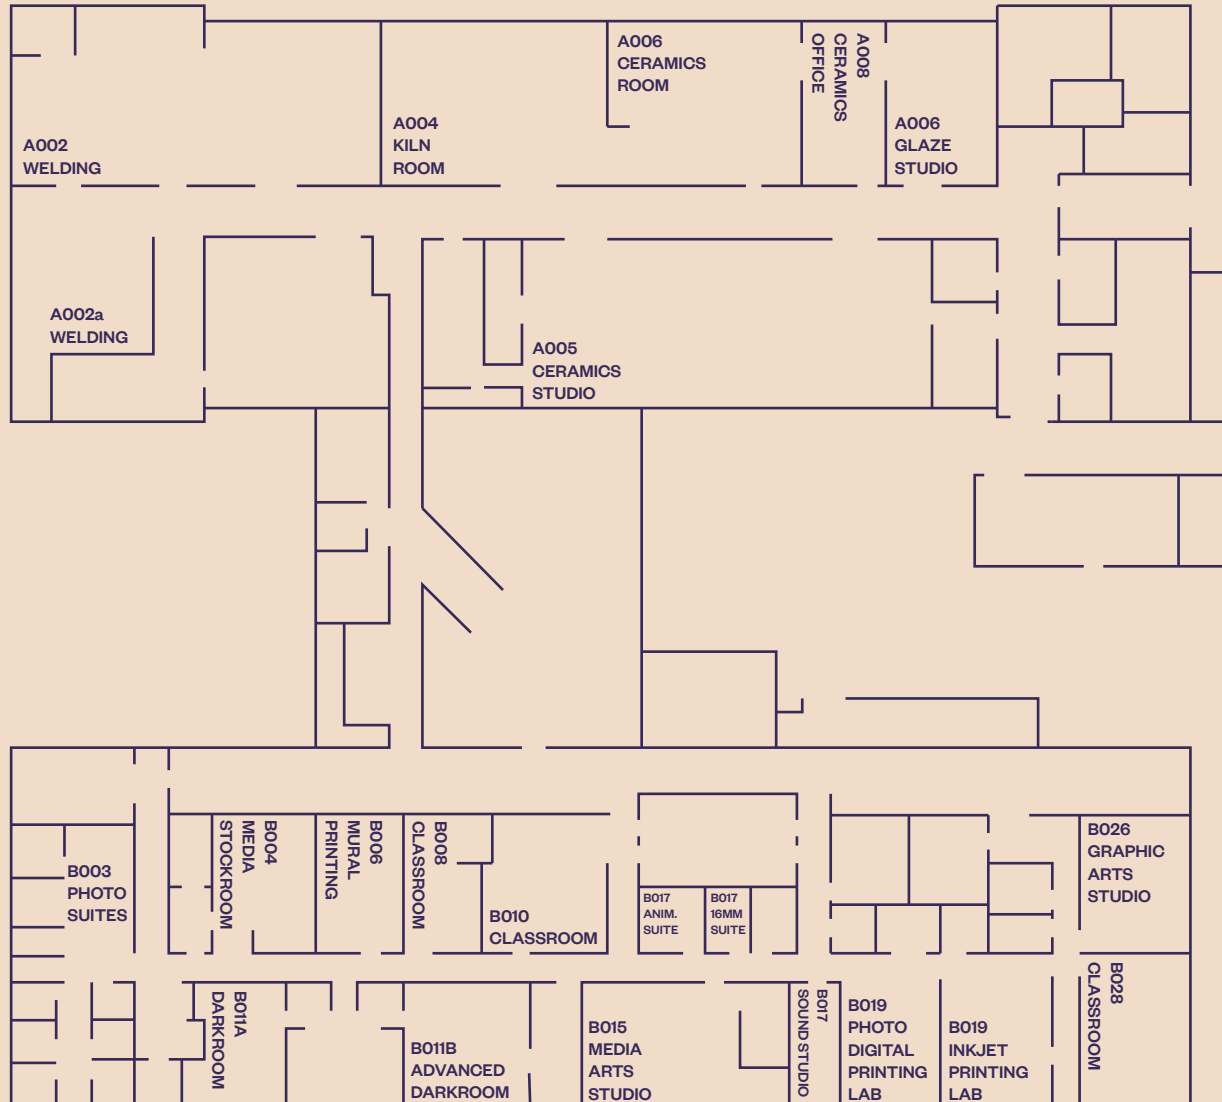 A002
WELDING
A004
KILN
ROOM
A006
CERAMICS
ROOM
A008
CERAMICS
OFFICE
A006
GLAZE
STUDIO
A002a
WELDING
A005
CERAMICS
STUDIO
B003
PHOTO
SUITES
B004
MEDIA
STOCKROOM
B006
MURAL
PRINTING
B008
CLASSROOM
B010
CLASSROOM
B017
ANIM.
SUITE
B017
16MM
SUITE
B026
GRAPHIC
ARTS
STUDIO
B011A
DARKROOM
B011B
ADVANCED
DARKROOM
B015
MEDIA
ARTS
STUDIO
B017
SOUND STUDIO
B019
PHOTO
DIGITAL
PRINTING
LAB
B019
INKJET
PRINTING
LAB
B028
CLASSROOM